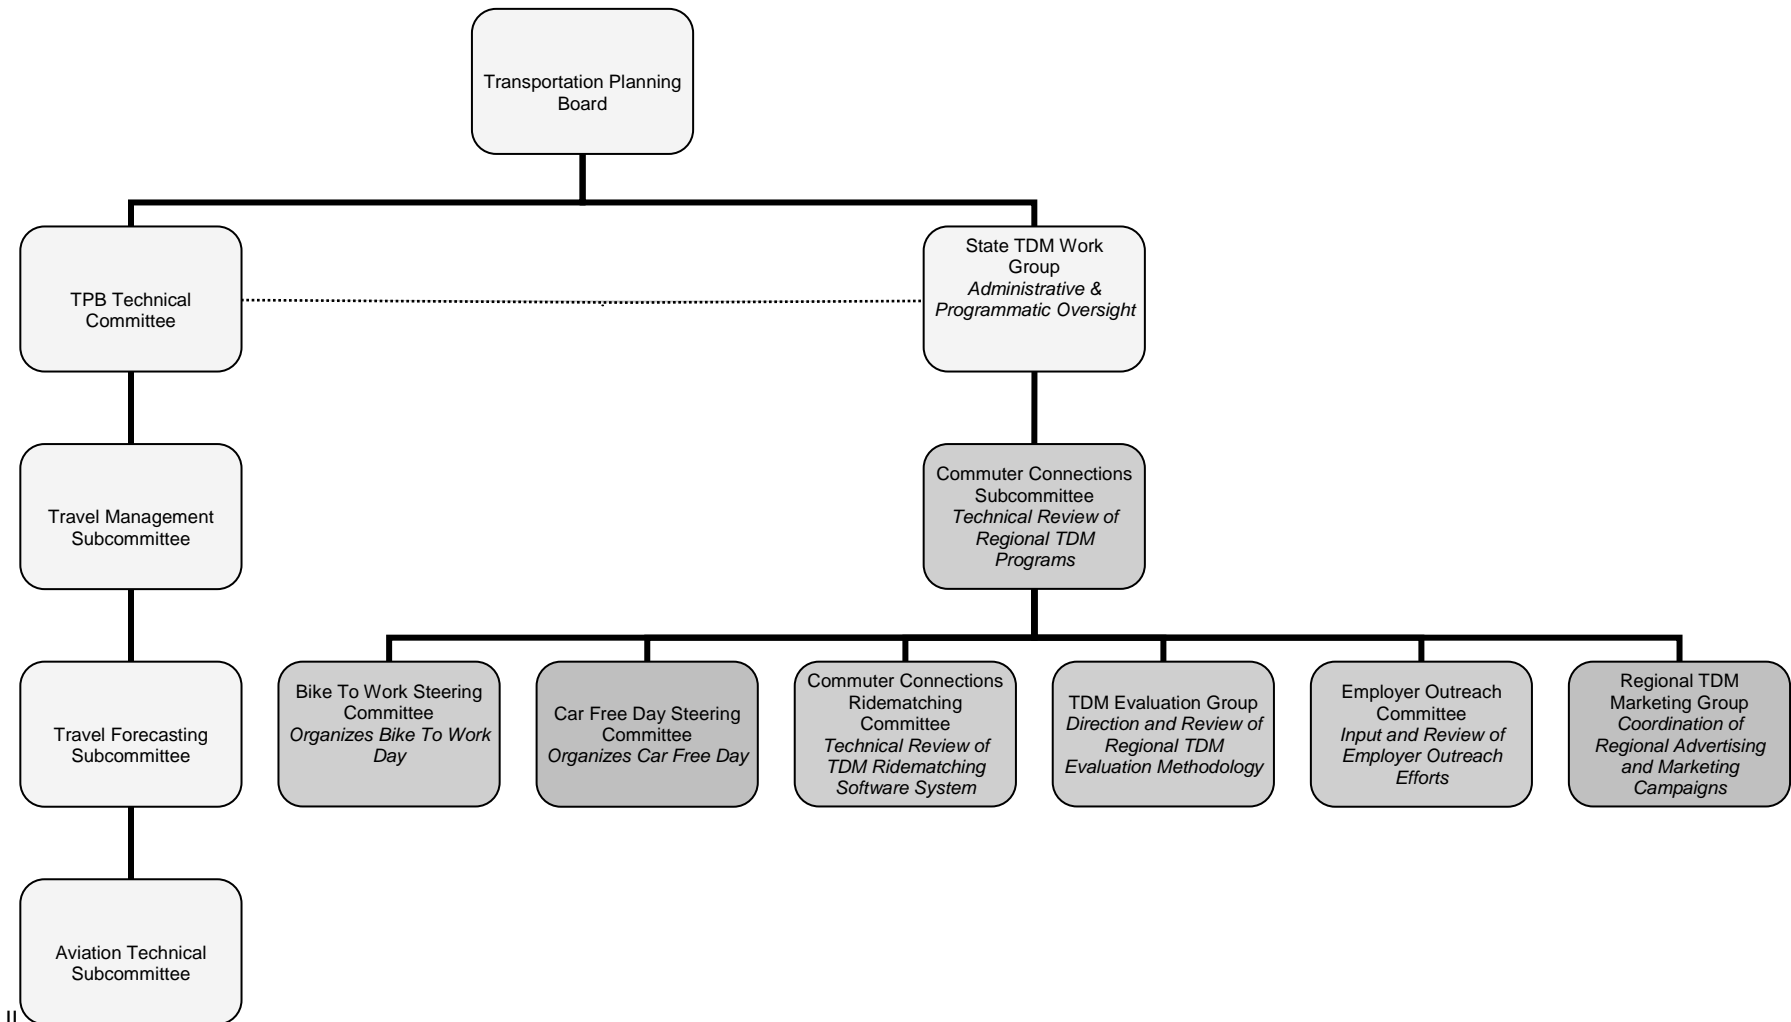 Transportation Planning
Board
TPB Technical
Committee
State TDM Work
Group
Administrative &
Programmatic Oversight
Travel Management
Subcommittee
Commuter Connections
Subcommittee
Technical Review of
Regional TDM
Programs
Travel Forecasting
Subcommittee
Bike To Work Steering
Committee
Organizes Bike To Work
Day
Car Free Day Steering
Committee
Organizes Car Free Day
Commuter Connections
Ridematching
Committee
Technical Review of
TDM Ridematching
Software System
TDM Evaluation Group
Direction and Review of
Regional TDM
Evaluation Methodology
Employer Outreach
Committee
Input and Review of
Employer Outreach
Efforts
Regional TDM
Marketing Group
Coordination of
Regional Advertising
and Marketing
Campaigns
Aviation Technical
Subcommittee
II